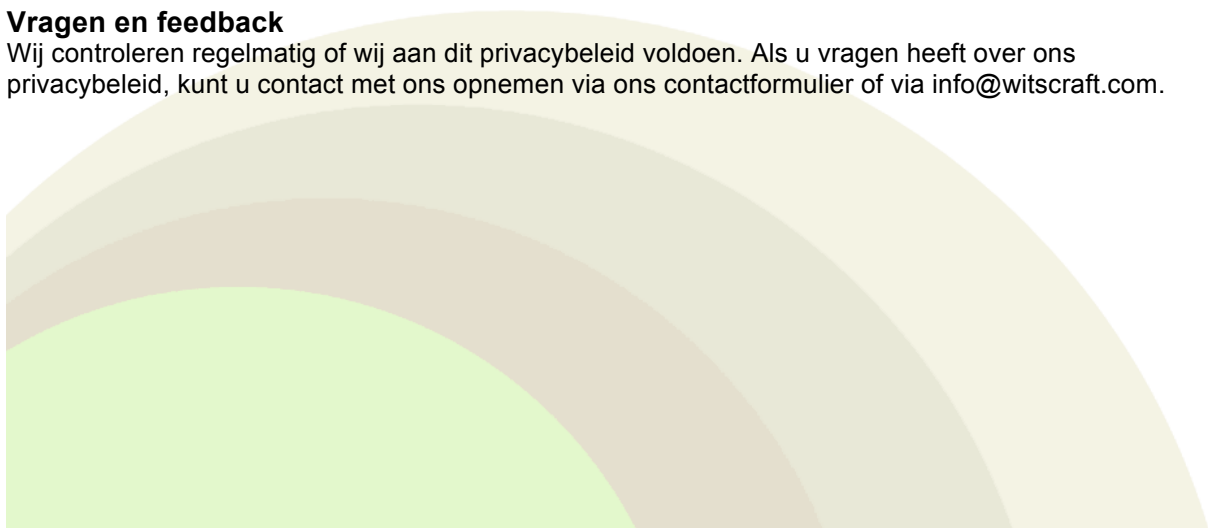 Vragen en feedback
Wij controleren regelmatig of wij aan dit privacybeleid voldoen. Als u vragen heeft over ons
privacybeleid, kunt u contact met ons opnemen via ons contactformulier of via info@witscraft.com.